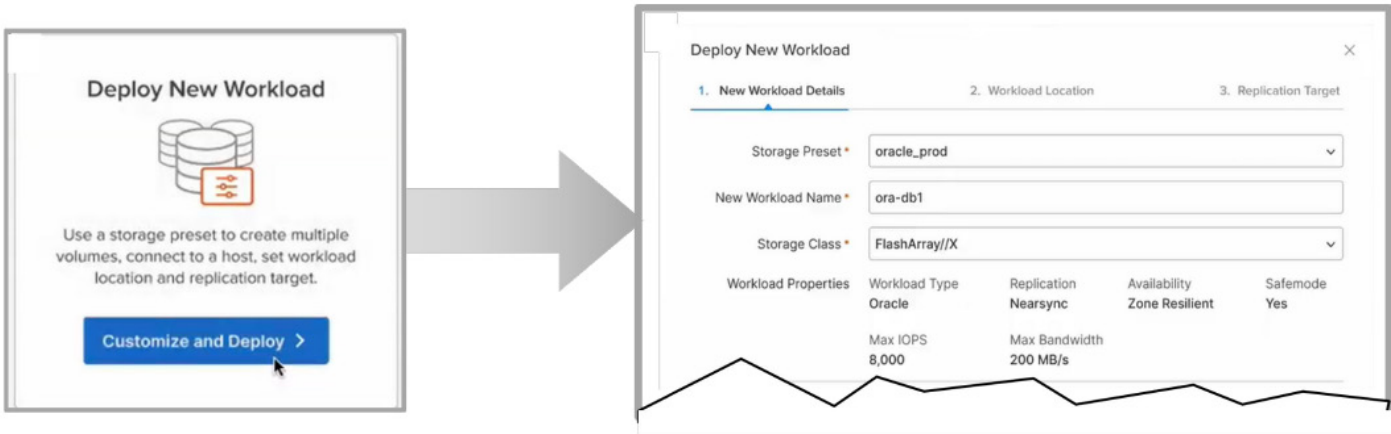 Deploy New Workload
Use a storage preset to create multiple
volumes, connect to a host, set workload
location and replication target.
Customize and Deploy >
Deploy New Workload ×
1. New Workload Details 2. Workload Location 3. Replication Target
Storage Preset • oracle_prod
New Workload Name • ora-db1
Storage Class • FlashArray//X
Workload Properties Workload Type Replication Availability Safemode
Oracle Nearsync Zone Resilient Yes
Max IOPS Max Bandwidth
8,000 200 MB/s